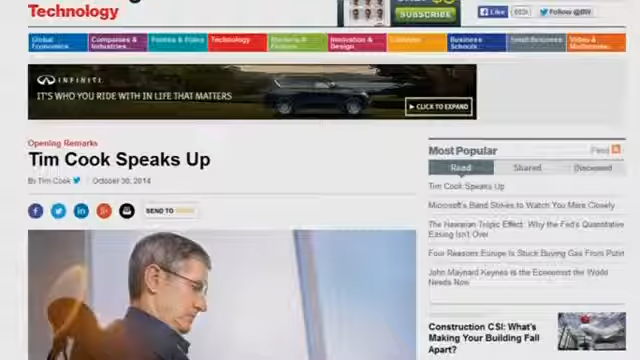 Technology
SUBSCRIBE
Like
Follow @BW
Global
Economics
Companies &
Industries
Politics & Policy
Technology
Markets &
Finance
Innovation &
Design
Lifestyle
Business
Schools
Small Business
Video &
Multimedia
INFINITI
IT'S WHO YOU RIDE WITH IN LIFE THAT MATTERS
CLICK TO EXPAND
Opening Remarks
Tim Cook Speaks Up
By Tim Cook October 30, 2014
SEND TO
Most Popular
Feed
Read Shared Discussed
Tim Cook Speaks Up
Microsoft's Band Strives to Watch You More Closely
The Hawaiian Tropic Effect: Why the Fed's Quantitative
Easing Isn't Over
Four Reasons Europe Is Stuck Buying Gas From Putin
John Maynard Keynes Is the Economist the World
Needs Now
Construction CSI: What's
Making Your Building Fall
Apart?